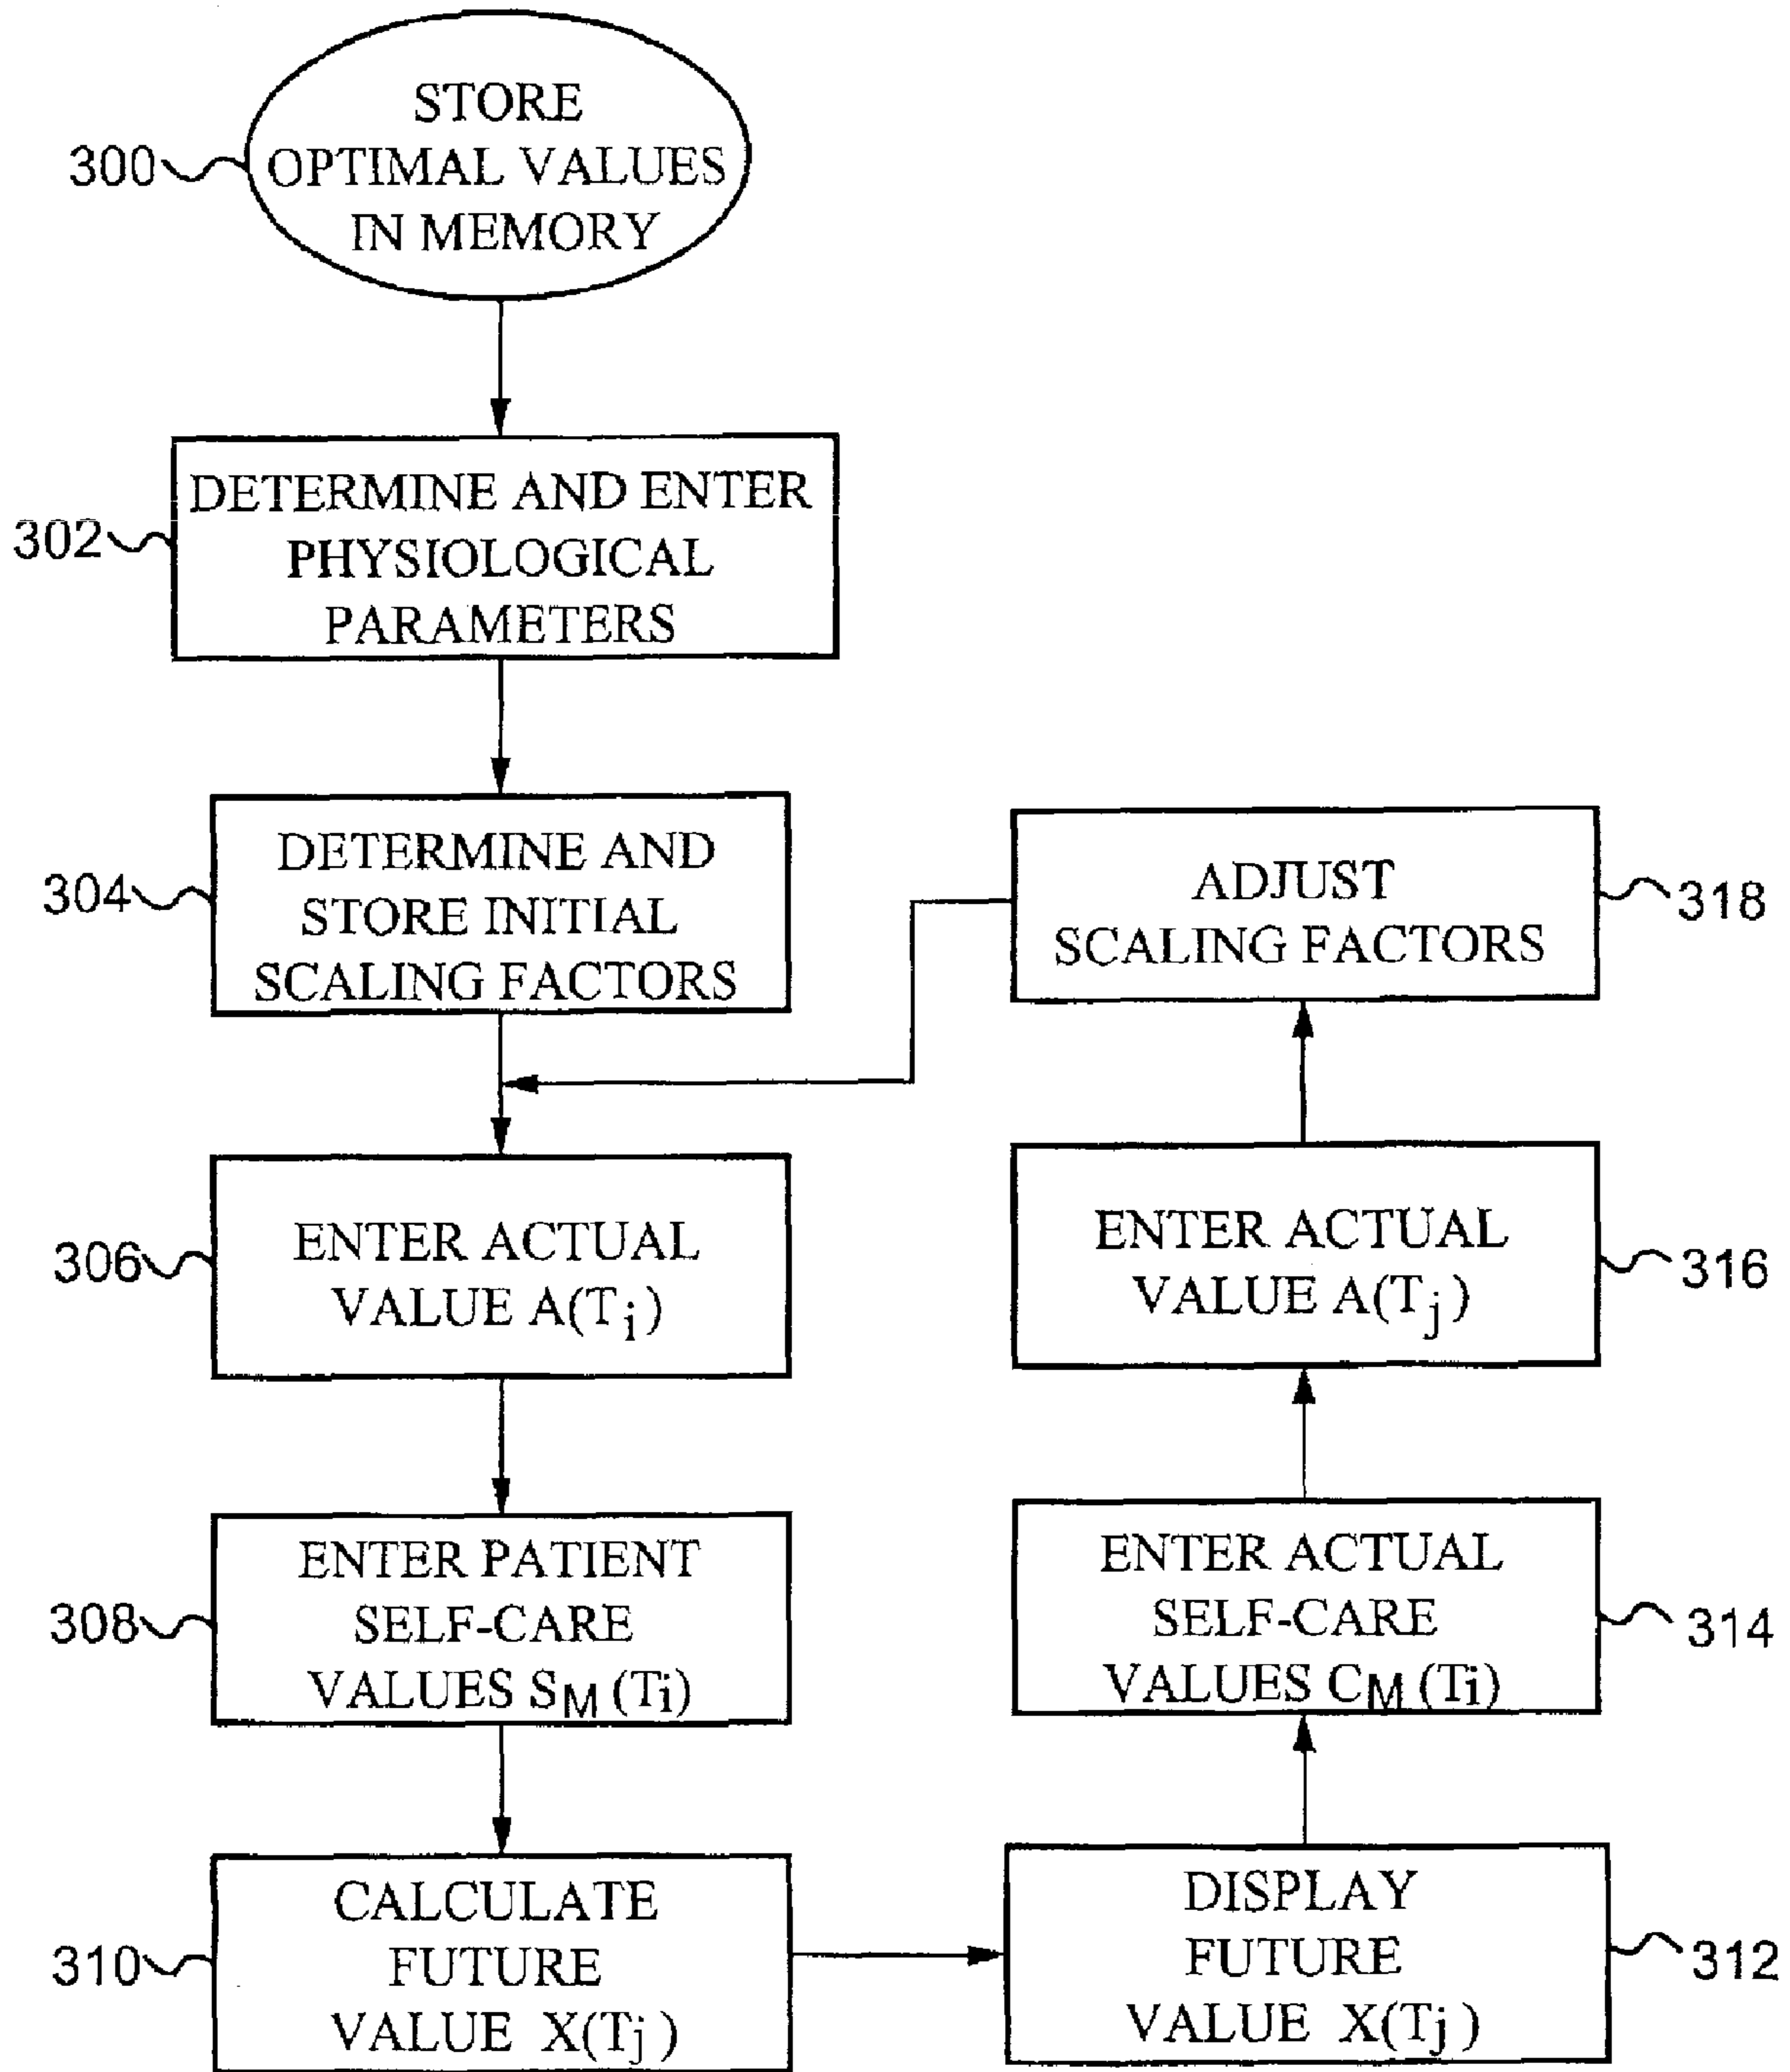 300
STORE
OPTIMAL VALUES
IN MEMORY
302
DETERMINE AND ENTER
PHYSIOLOGICAL
PARAMETERS
304
DETERMINE AND
STORE INITIAL
SCALING FACTORS
306
ENTER ACTUAL
VALUE A(Ti)
308
ENTER PATIENT
SELF-CARE
VALUES SM (Ti)
310
CALCULATE
FUTURE
VALUE X(Tj)
DISPLAY
FUTURE
VALUE X(Tj)
312
ENTER ACTUAL
SELF-CARE
VALUES CM (Ti)
314
ENTER ACTUAL
VALUE A(Tj)
316
ADJUST
SCALING FACTORS
318